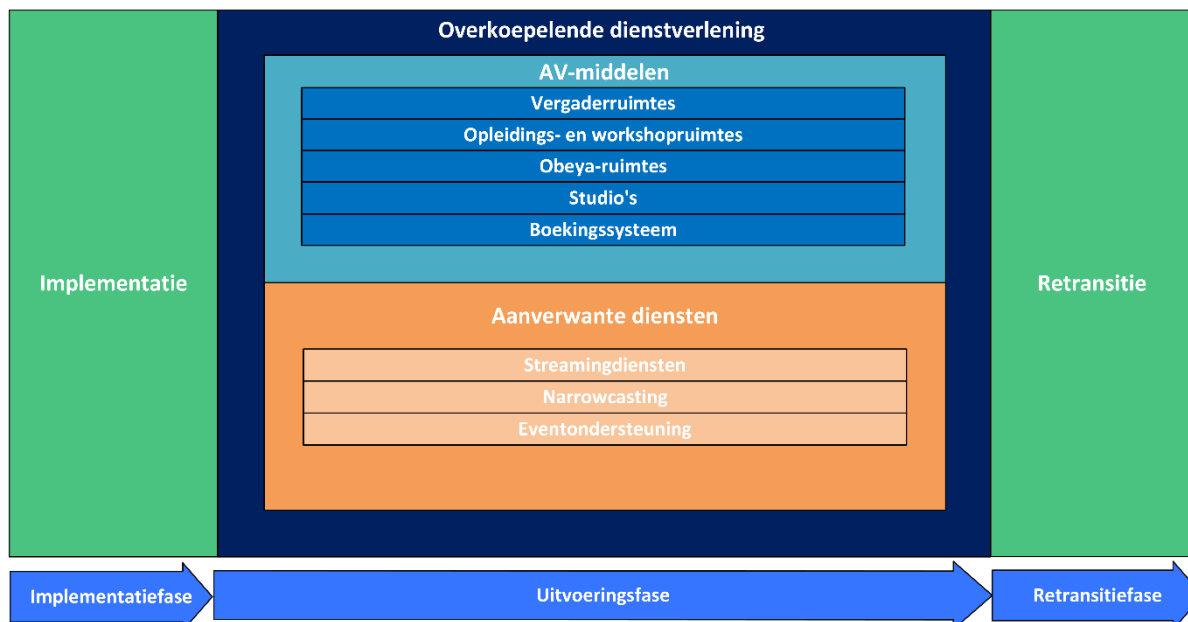 Overkoepelende dienstverlening
AV-middelen
Vergaderruimtes
Opleidings- en workshopruimtes
Obeya-ruimtes
Studio's
Boekingssysteem
Implementatie
Retransitie
Aanverwante diensten
Streamingdiensten
Narrowcasting
Eventondersteuning
Implementatiefase
Uitvoeringsfase
Retransitiefase